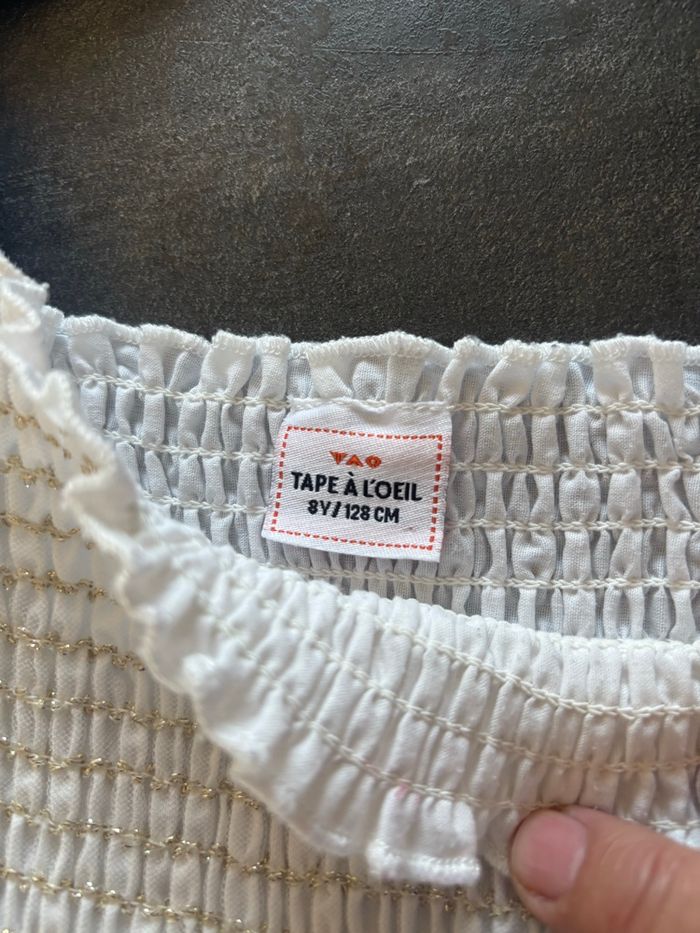 TAO
TAPE À L'OEIL
8Y/128 CM